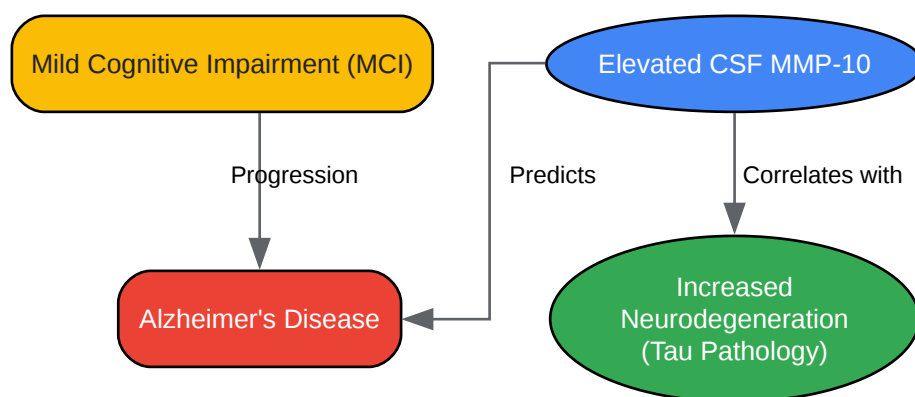 Mild Cognitive Impairment (MCI)
Elevated CSF MMP-10
Progression
Predicts
Correlates with
Alzheimer's Disease
Increased
Neurodegeneration
(Tau Pathology)